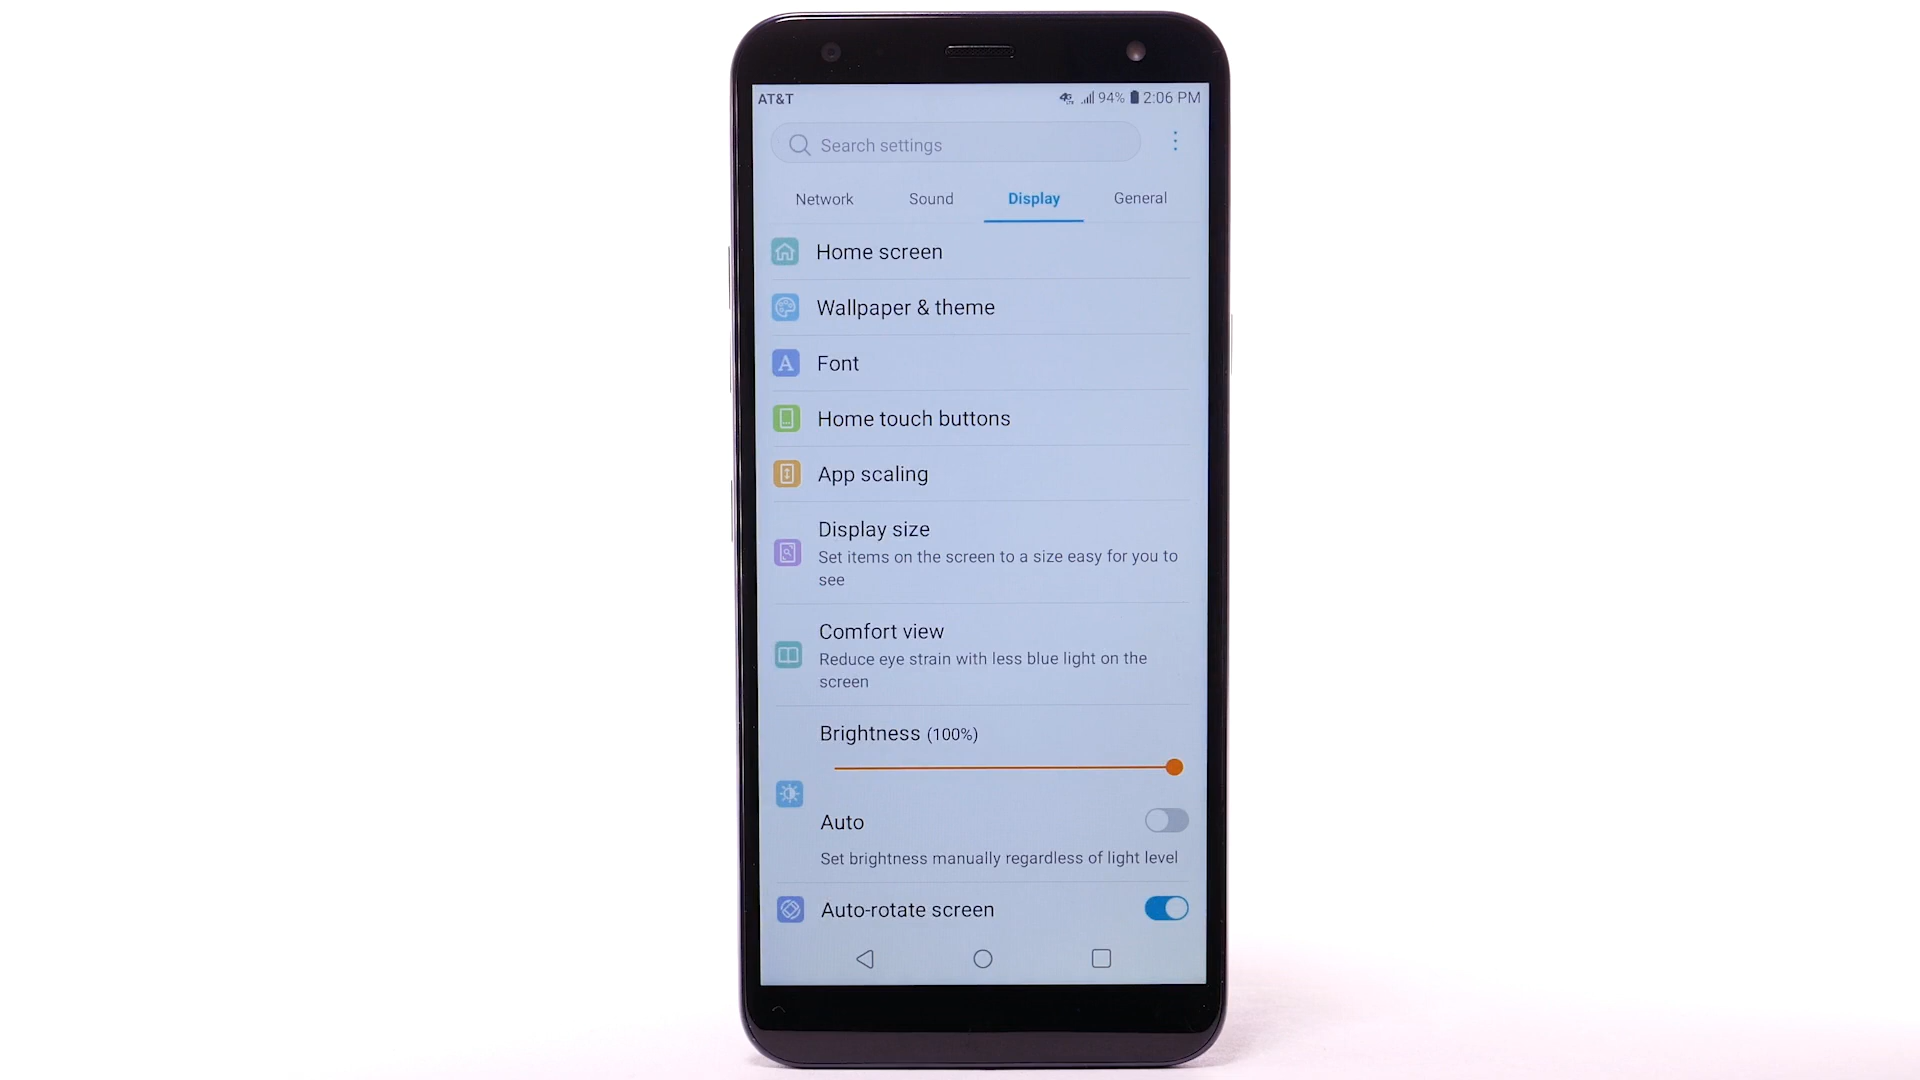 AT&T 4G LTE 94% 2:06 PM
Search settings
Network Sound Display General
Home screen
Wallpaper & theme
A Font
Home touch buttons
App scaling
Display size
Set items on the screen to a size easy for you to
see
Comfort view
Reduce eye strain with less blue light on the
screen
Brightness (100%)
Auto
Set brightness manually regardless of light level
Auto-rotate screen